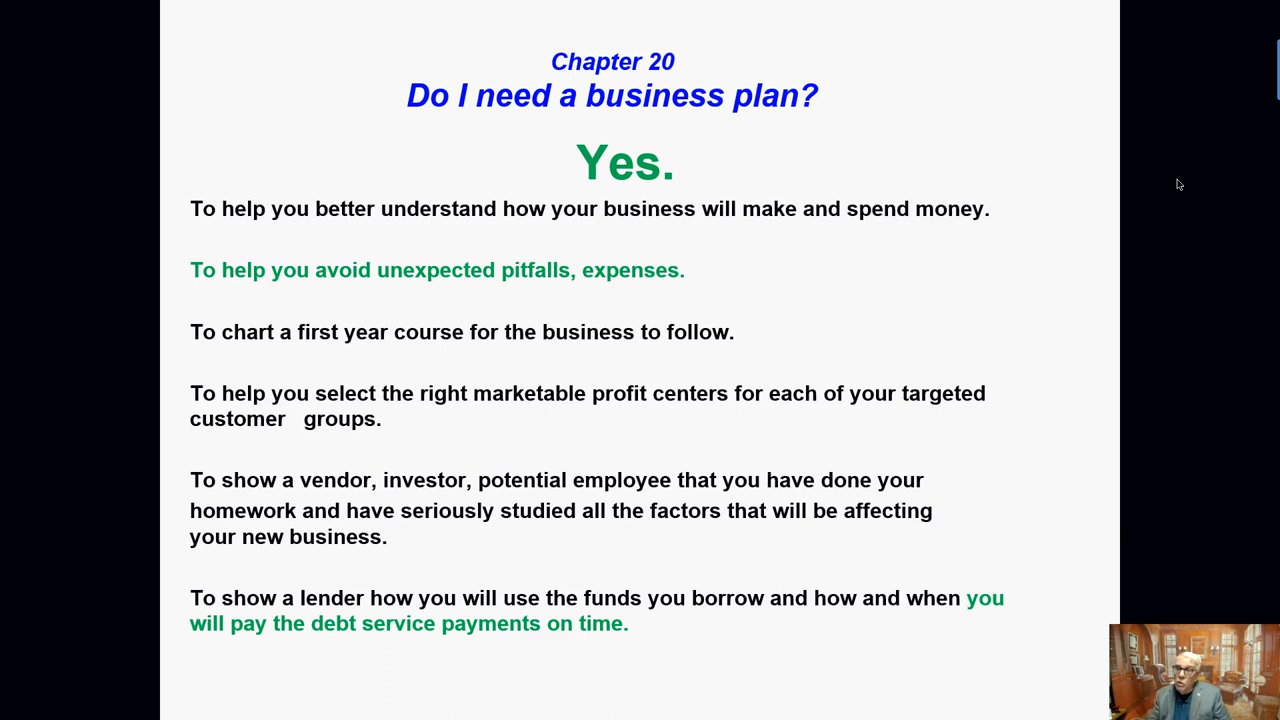 Chapter 20
Do I need a business plan?
Yes.
To help you better understand how your business will make and spend money.
To help you avoid unexpected pitfalls, expenses.
To chart a first year course for the business to follow.
To help you select the right marketable profit centers for each of your targeted
customer   groups.
To show a vendor, investor, potential employee that you have done your
homework and have seriously studied all the factors that will be affecting
your new business.
To show a lender how you will use the funds you borrow and how and when you
will pay the debt service payments on time.